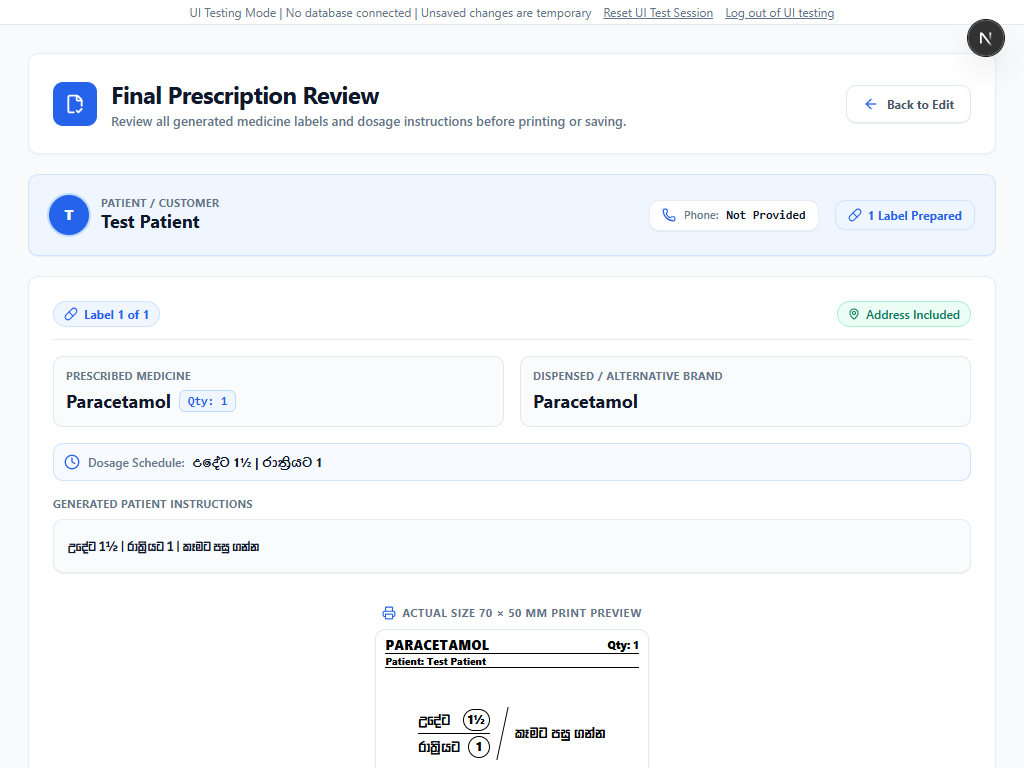 UI Testing Mode | No database connected | Unsaved changes are temporary Reset UI Test Session Log out of UI testing
N
Final Prescription Review
Review all generated medicine labels and dosage instructions before printing or saving.
Back to Edit
PATIENT / CUSTOMER
T
Test Patient
Phone: Not Provided
1 Label Prepared
Label 1 of 1
Address Included
PRESCRIBED MEDICINE
Paracetamol Qty: 1
DISPENSED / ALTERNATIVE BRAND
Paracetamol
Dosage Schedule: උදේට 1½ | රාත්‍රියට 1
GENERATED PATIENT INSTRUCTIONS
උදේට 1½ | රාත්‍රියට 1 | කෑමට පසු ගන්න
ACTUAL SIZE 70 × 50 MM PRINT PREVIEW
PARACETAMOL Qty: 1
Patient: Test Patient
උදේට 1½
රාත්‍රියට 1
කෑමට පසු ගන්න